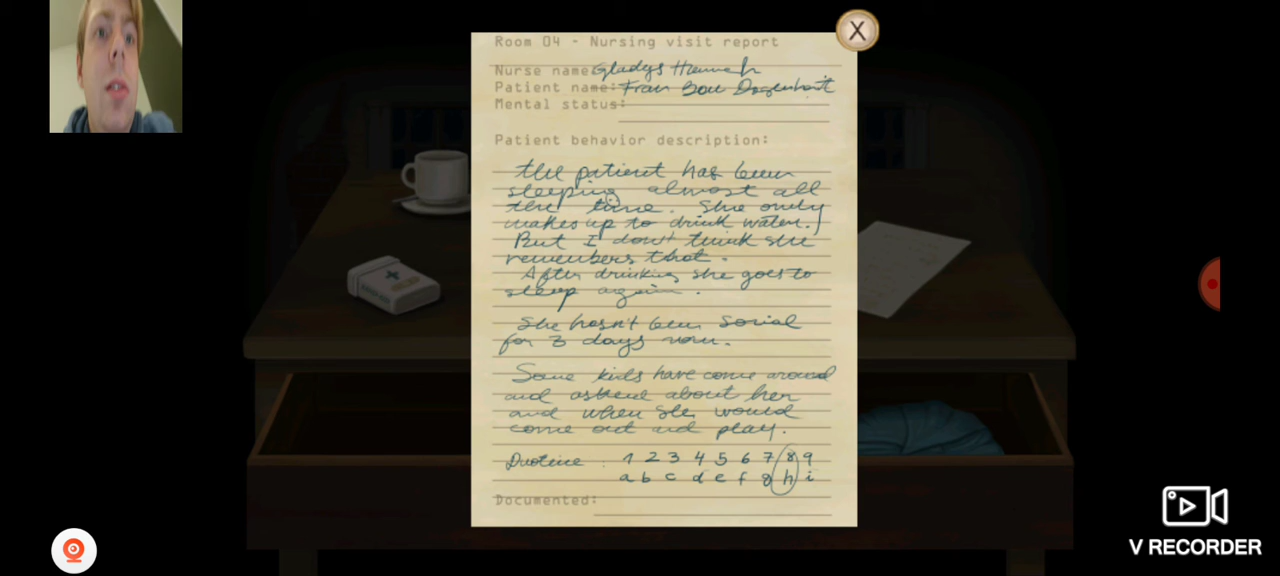 X
Room 04 - Nursing visit report
Nurse name: Gladys
Patient name: Fran Bow Dagenhart
Mental status:
Patient behavior description:
The patient has been
sleeping almost all
the time. She only
wakes up to drink water.
But I don't think she
remembers that.
After drinking she goes to
sleep again.
She hasn't been social
for 3 days now.
Some kids have come around
and asked about her
and when she would
come out and play.
Duotine : 1 2 3 4 5 6 7 8 9
a b c d e f g h i
Documented:
V RECORDER